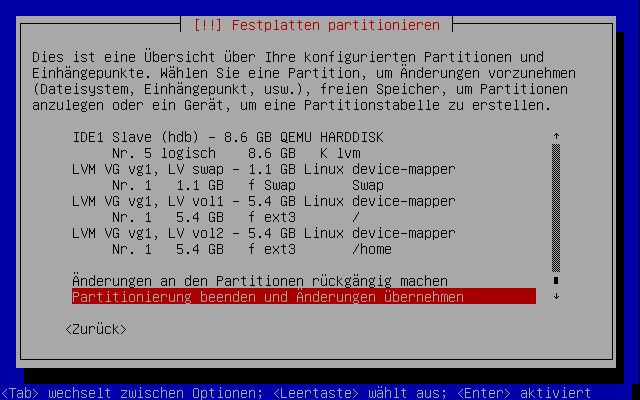 [!!] Festplatten partitionieren
Dies ist eine Übersicht über Ihre konfigurierten Partitionen und
Einhängepunkte. Wählen Sie eine Partition, um Änderungen vorzunehmen
(Dateisystem, Einhängepunkt, usw.), freien Speicher, um Partitionen
anzulegen oder ein Gerät, um eine Partitionstabelle zu erstellen.
IDE1 Slave (hdb) – 8.6 GB QEMU HARDDISK
Nr. 5 logisch 8.6 GB K lvm
LVM VG vg1, LV swap – 1.1 GB Linux device-mapper
Nr. 1 1.1 GB f Swap Swap
LVM VG vg1, LV vol1 – 5.4 GB Linux device-mapper
Nr. 1 5.4 GB f ext3 /
LVM VG vg1, LV vol2 – 5.4 GB Linux device-mapper
Nr. 1 5.4 GB f ext3 /home
Änderungen an den Partitionen rückgängig machen
Partitionierung beenden und Änderungen übernehmen
<Zurück>
<Tab> wechselt zwischen Optionen; <Leertaste> wählt aus; <Enter> aktiviert